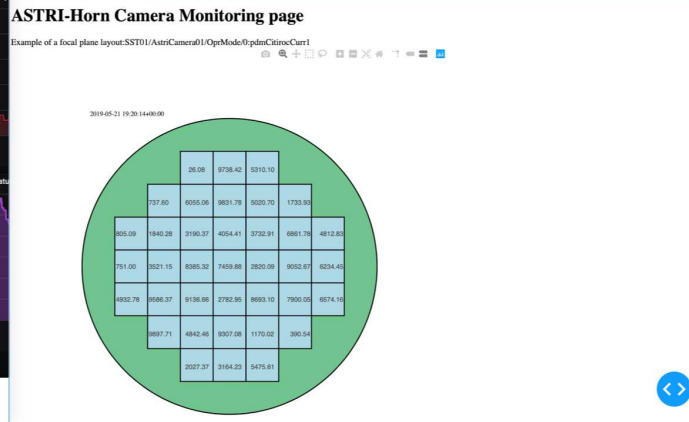 ASTRI-Horn Camera Monitoring page
Example of a focal plane layout:SST01/AstriCamera01/OprMode/0:pdmCitirocCurr1
2019-05-21 19:20:14+00:00
26.08 9738.42 5310.10
737.60 6055.06 9831.78 5020.70 1733.93
805.09 1840.28 3190.37 4054.41 3732.91 6861.78 4812.83
751.00 3521.15 8385.32 7459.88 2820.09 9052.67 6234.45
4932.78 9586.37 9136.66 2782.95 8693.10 7900.05 6574.16
9897.71 4842.46 9307.08 1170.02 390.54
2027.37 3164.23 5475.61